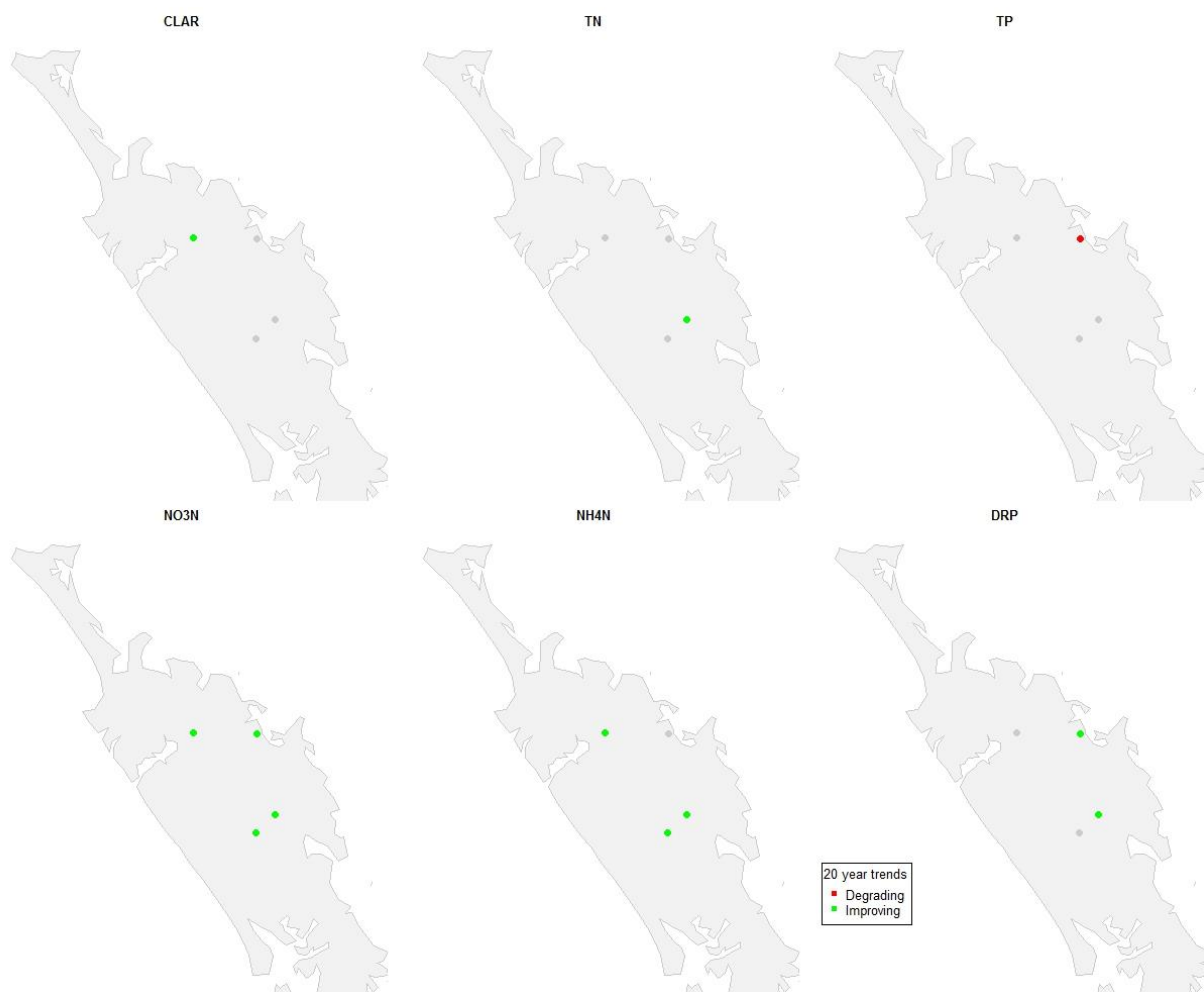 CLAR
TN
TP
NO3N
NH4N
DRP
20 year trends
Degrading
Improving